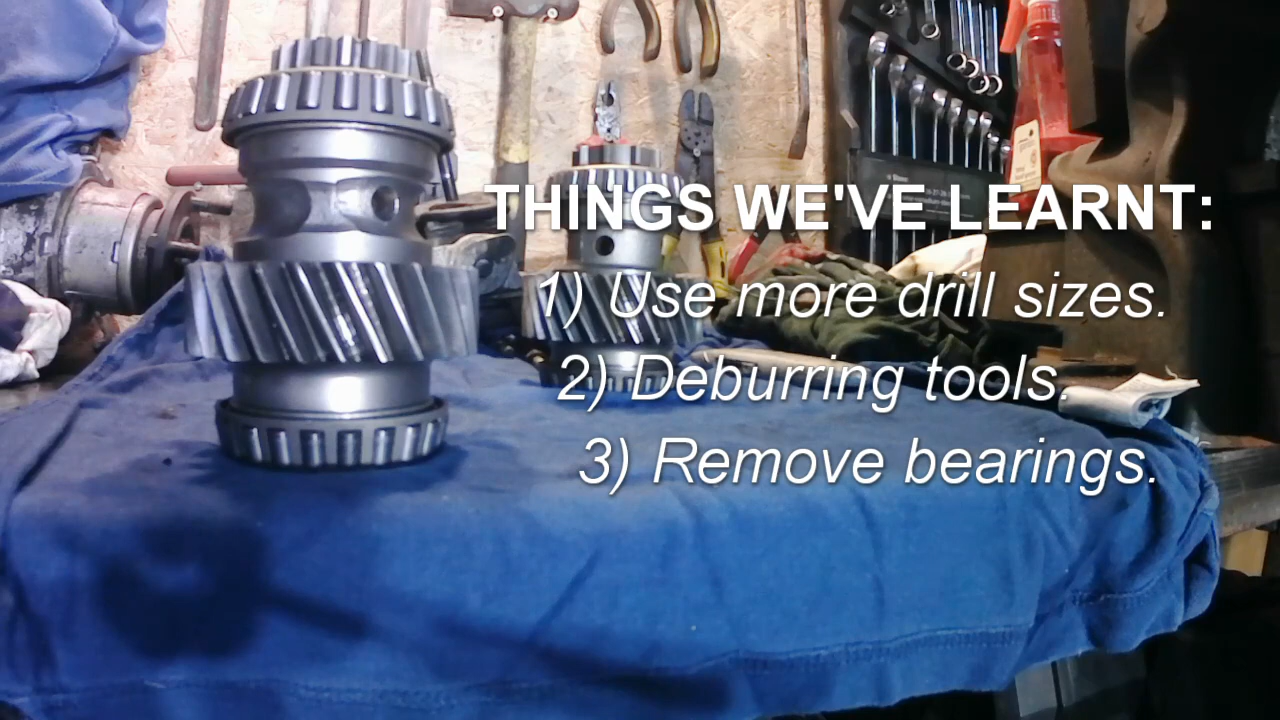 THINGS WE'VE LEARNT:
1) Use more drill sizes.
2) Deburring tools.
3) Remove bearings.